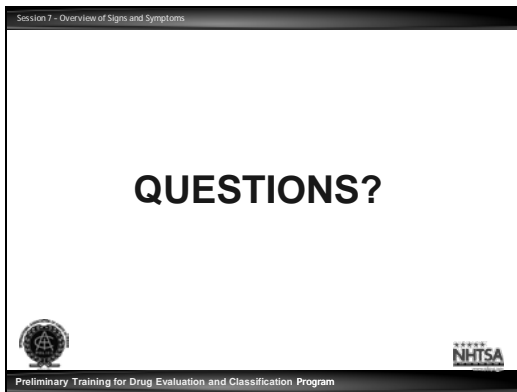 Session 7 - Overview of Signs and Symptoms
QUESTIONS?
NHTSA
Preliminary Training for Drug Evaluation and Classification Program